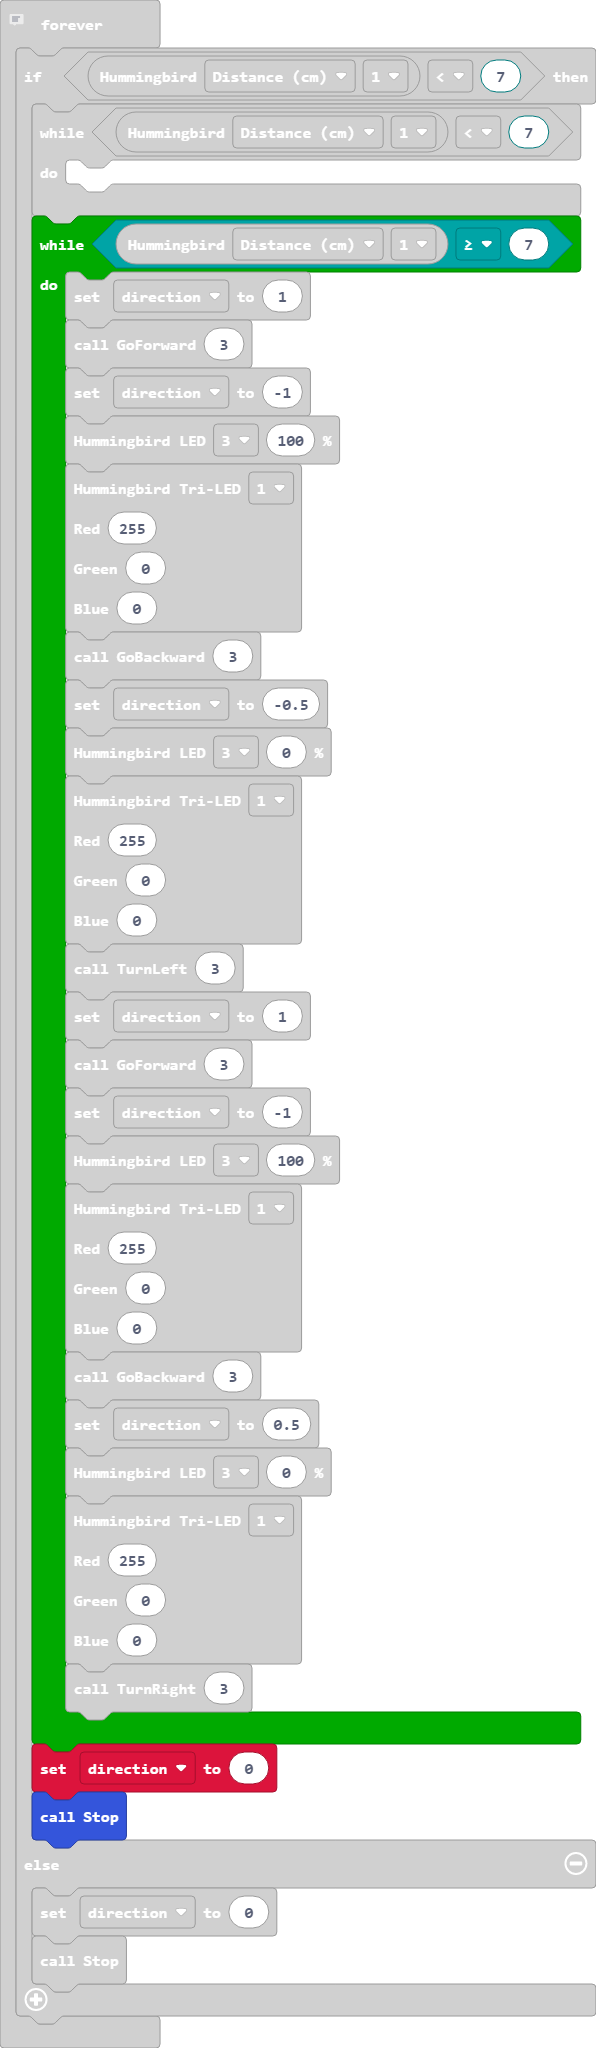 forever
if Hummingbird Distance (cm) 1 < 7 then
while Hummingbird Distance (cm) 1 < 7
do
while Hummingbird Distance (cm) 1 ≥ 7
do
set direction to 1
call GoForward 3
set direction to -1
Hummingbird LED 3 100 %
Hummingbird Tri-LED 1
Red 255
Green 0
Blue 0
call GoBackward 3
set direction to -0.5
Hummingbird LED 3 0 %
Hummingbird Tri-LED 1
Red 255
Green 0
Blue 0
call TurnLeft 3
set direction to 1
call GoForward 3
set direction to -1
Hummingbird LED 3 100 %
Hummingbird Tri-LED 1
Red 255
Green 0
Blue 0
call GoBackward 3
set direction to 0.5
Hummingbird LED 3 0 %
Hummingbird Tri-LED 1
Red 255
Green 0
Blue 0
call TurnRight 3
set direction to 0
call Stop
else
set direction to 0
call Stop